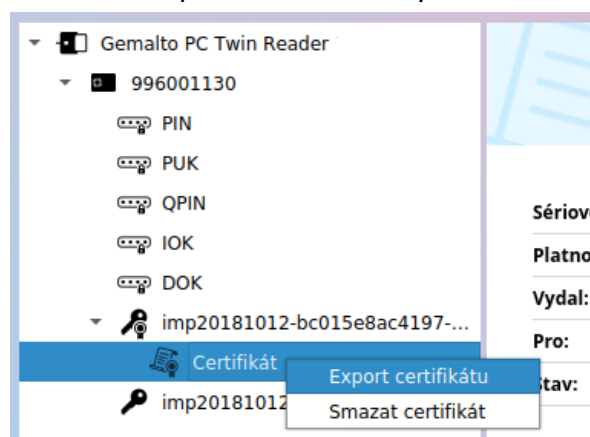 Gemalto PC Twin Reader
996001130
PIN
PUK
QPIN
IOK
DOK
imp20181012-bc015e8ac4197-...
Certifikát
Export certifikátu
Smazat certifikát
imp20181012
Platno
Vydal:
Pro: